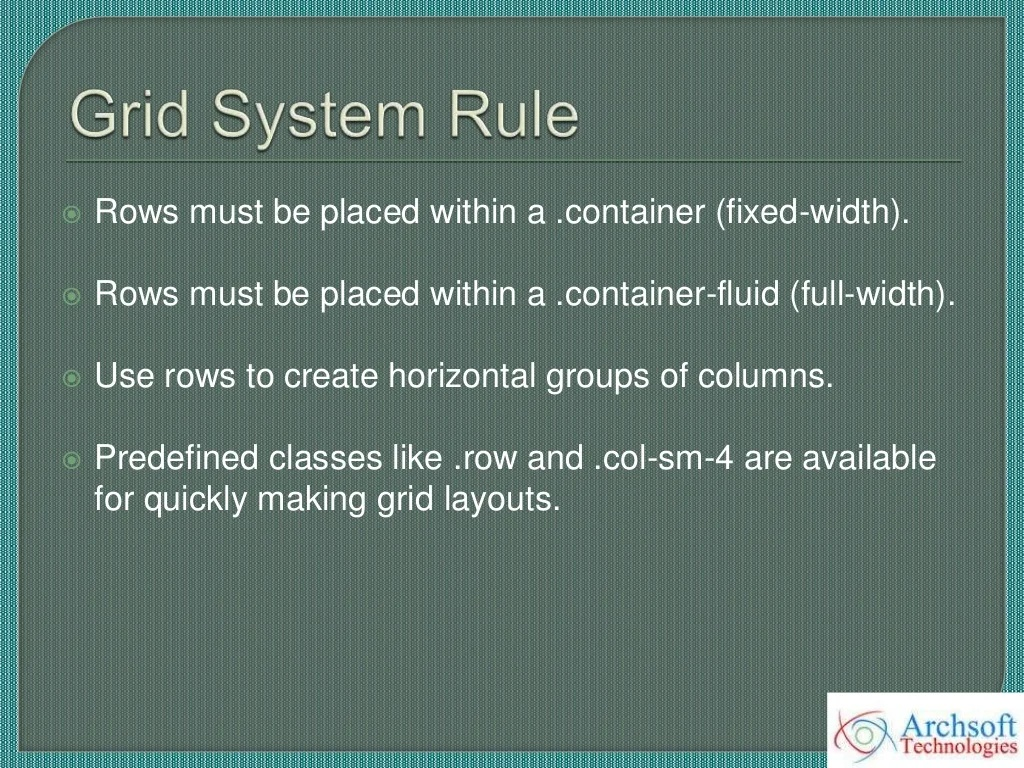 Grid System Rule
Rows must be placed within a .container (fixed-width).
Rows must be placed within a .container-fluid (full-width).
Use rows to create horizontal groups of columns.
Predefined classes like .row and .col-sm-4 are available
for quickly making grid layouts.
Archsoft
Technologies